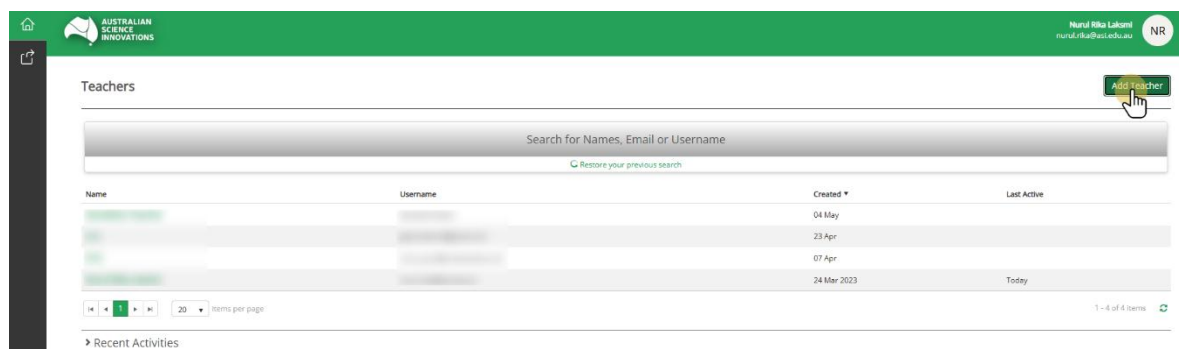 AUSTRALIAN
SCIENCE
INNOVATIONS
Nurul Rika Laksmi
nurul.rika@asi.edu.au
NR
Teachers
Add Teacher
Search for Names, Email or Username
Restore your previous search
Name Username Created ▼ Last Active
04 May
23 Apr
07 Apr
24 Mar 2023 Today
1 20 items per page 1 - 4 of 4 items
Recent Activities